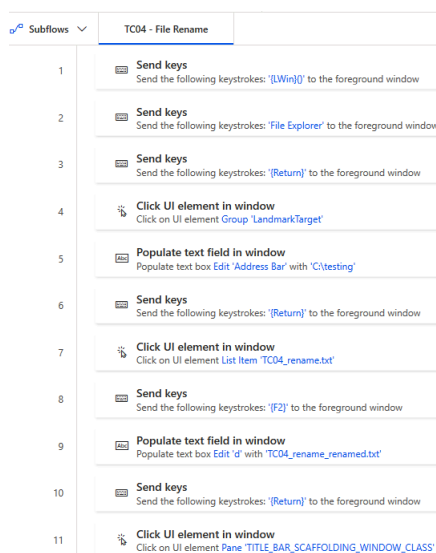 Subflows TC04 - File Rename
1 Send keys
Send the following keystrokes: '{LWin}()' to the foreground window
2 Send keys
Send the following keystrokes: 'File Explorer' to the foreground window
3 Send keys
Send the following keystrokes: '{Return}' to the foreground window
4 Click UI element in window
Click on UI element Group 'LandmarkTarget'
5 Populate text field in window
Abc Populate text box Edit 'Address Bar' with 'C:\testing'
6 Send keys
Send the following keystrokes: '{Return}' to the foreground window
7 Click UI element in window
Click on UI element List Item 'TC04_rename.txt'
8 Send keys
Send the following keystrokes: '{F2}' to the foreground window
9 Populate text field in window
Abc Populate text box Edit 'd' with 'TC04_rename_renamed.txt'
10 Send keys
Send the following keystrokes: '{Return}' to the foreground window
11 Click UI element in window
Click on UI element Pane 'TITLE_BAR_SCAFFOLDING_WINDOW_CLASS'